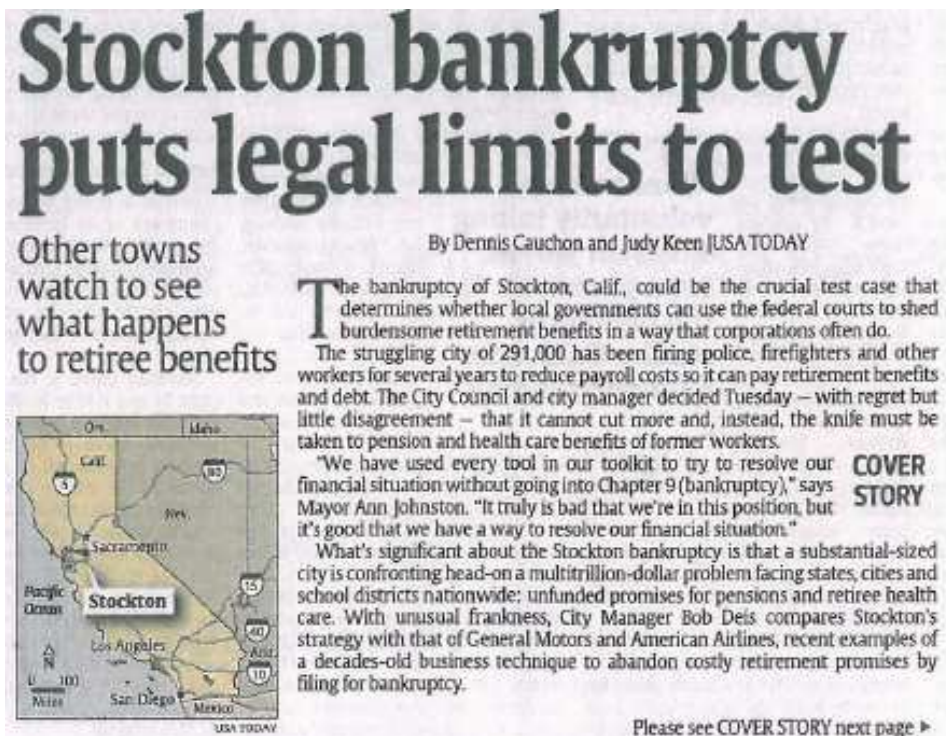 Stockton bankruptcy
puts legal limits to test
Other towns
watch to see
what happens
to retiree benefits
By Dennis Cauchon and Judy Keen |USA TODAY
The bankruptcy of Stockton, Calif., could be the crucial test case that
determines whether local governments can use the federal courts to shed
burdensome retirement benefits in a way that corporations often do.
The struggling city of 291,000 has been firing police, firefighters and other
workers for several years to reduce payroll costs so it can pay retirement benefits
and debt. The City Council and city manager decided Tuesday — with regret but
little disagreement — that it cannot cut more and, instead, the knife must be
taken to pension and health care benefits of former workers.
"We have used every tool in our toolkit to try to resolve our
financial situation without going into Chapter 9 (bankruptcy)," says
Mayor Ann Johnston. "It truly is bad that we're in this position, but
it's good that we have a way to resolve our financial situation."
COVER
STORY
What's significant about the Stockton bankruptcy is that a substantial-sized
city is confronting head-on a multitrillion-dollar problem facing states, cities and
school districts nationwide: unfunded promises for pensions and retiree health
care. With unusual frankness, City Manager Bob Deis compares Stockton's
strategy with that of General Motors and American Airlines, recent examples of
a decades-old business technique to abandon costly retirement promises by
filing for bankruptcy.
Ore. Idaho
Calif.
80
5
Nev.
Sacramento
15
Pacific
Ocean
Stockton
40
Los Angeles
Ariz.
N
10
0 100
Miles
San Diego
Mexico
USA TODAY
Please see COVER STORY next page ▶